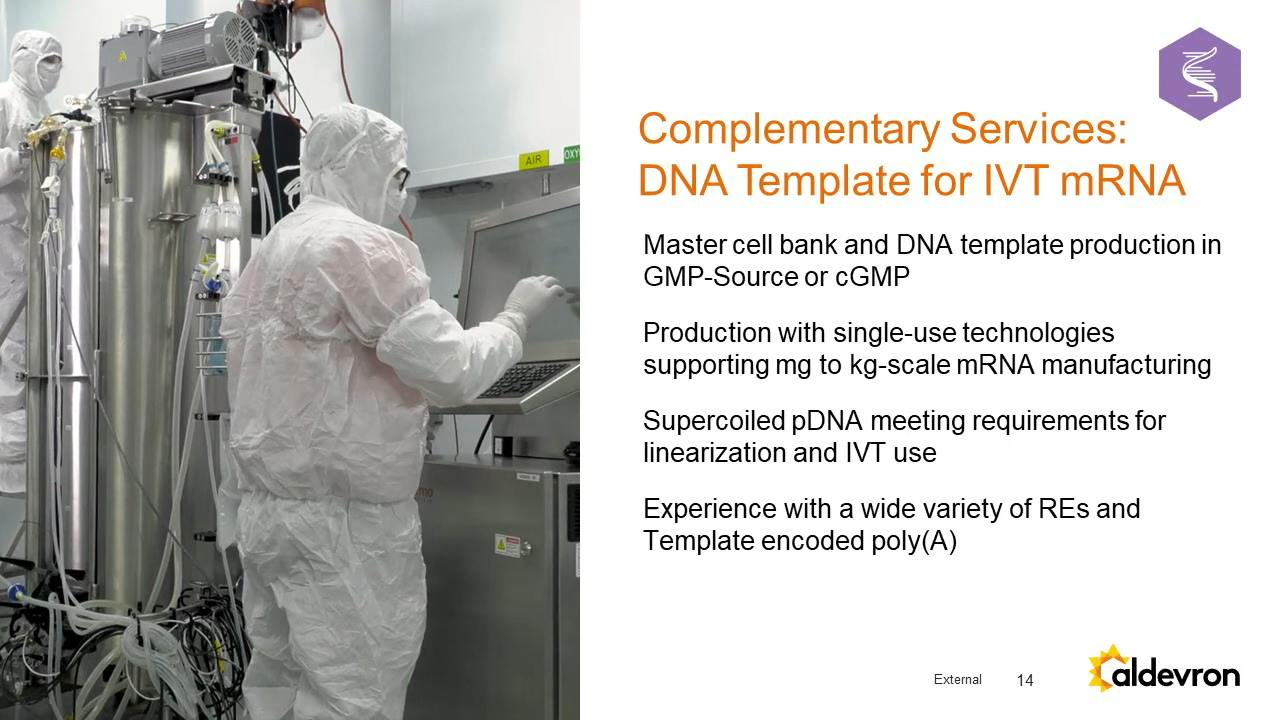 AIR
OXY
Complementary Services:
DNA Template for IVT mRNA
Master cell bank and DNA template production in
GMP-Source or cGMP
Production with single-use technologies
supporting mg to kg-scale mRNA manufacturing
Supercoiled pDNA meeting requirements for
linearization and IVT use
Experience with a wide variety of REs and
Template encoded poly(A)
External
14
aldevron